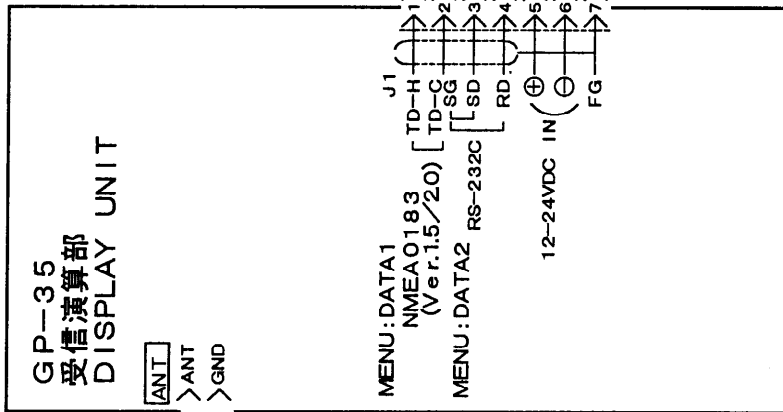 GP-35
受信演算部
DISPLAY UNIT
ANT
ANT
GND
MENU:DATA1
NMEA0183
(Ver.1.5/2.0)
MENU:DATA2
RS-232C
J1
TD-H 1
TD-C 2
SG
SD 3
RD 4
12-24VDC IN
⊕ 5
⊖ 6
FG 7